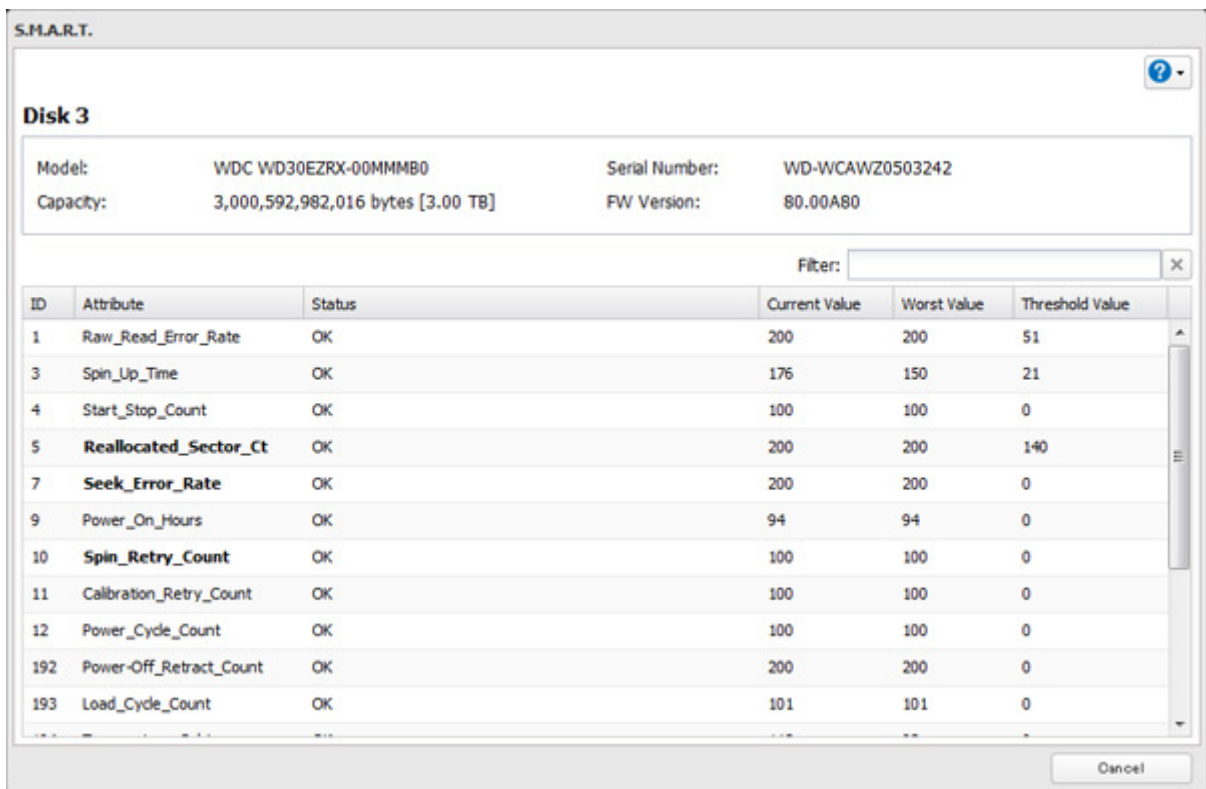 S.M.A.R.T.
Disk 3
Model: WDC WD30EZRX-00MMMB0 Serial Number: WD-WCAWZ0503242
Capacity: 3,000,592,982,016 bytes [3.00 TB] FW Version: 80.00A80
Filter:
ID Attribute Status Current Value Worst Value Threshold Value
1 Raw_Read_Error_Rate OK 200 200 51
3 Spin_Up_Time OK 176 150 21
4 Start_Stop_Count OK 100 100 0
5 Reallocated_Sector_Ct OK 200 200 140
7 Seek_Error_Rate OK 200 200 0
9 Power_On_Hours OK 94 94 0
10 Spin_Retry_Count OK 100 100 0
11 Calibration_Retry_Count OK 100 100 0
12 Power_Cycle_Count OK 100 100 0
192 Power-Off_Retract_Count OK 200 200 0
193 Load_Cycle_Count OK 101 101 0
Cancel